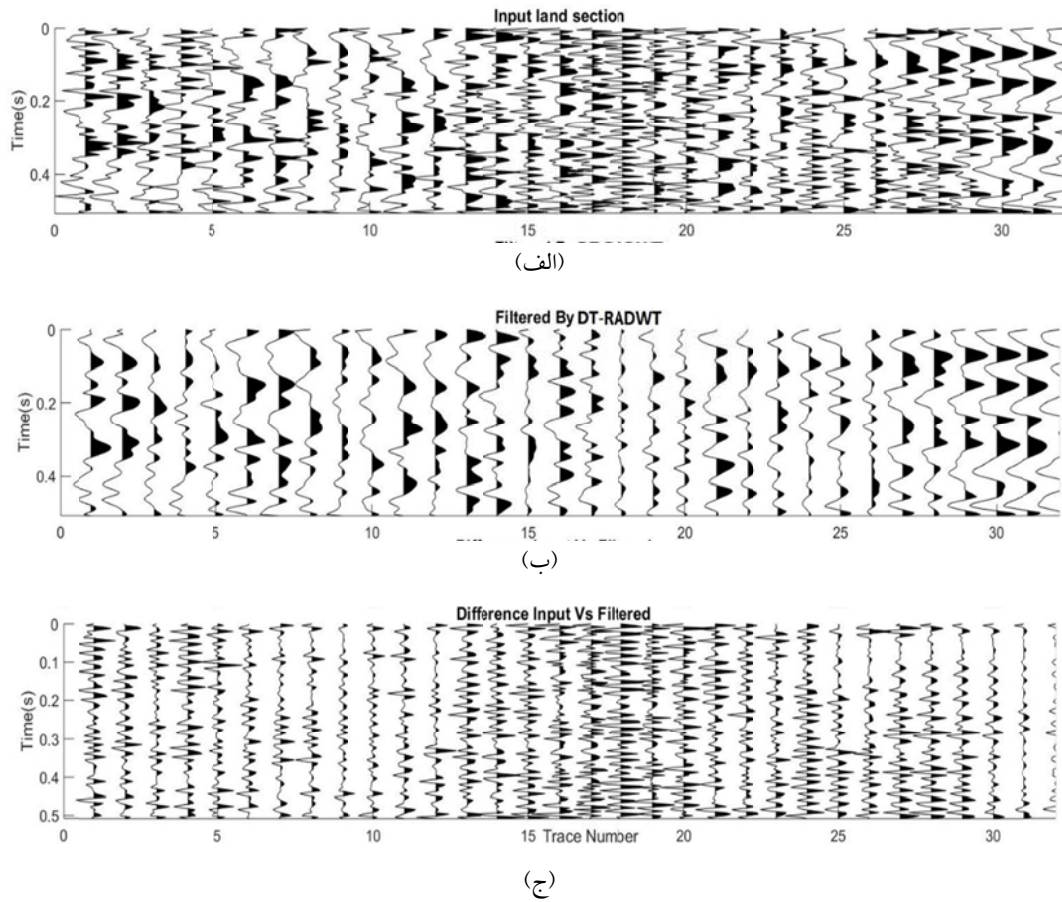 Input land section
0
0.2
0.4
Time(s)
0 5 10 15 20 25 30
(الف)
Filtered By DT-RADWT
0
0.2
0.4
Time(s)
0 5 10 15 20 25 30
(ب)
Difference Input Vs Filtered
0
0.1
0.2
0.3
0.4
0.5
Time(s)
0 5 10 15 20 25 30
Trace Number
(ج)